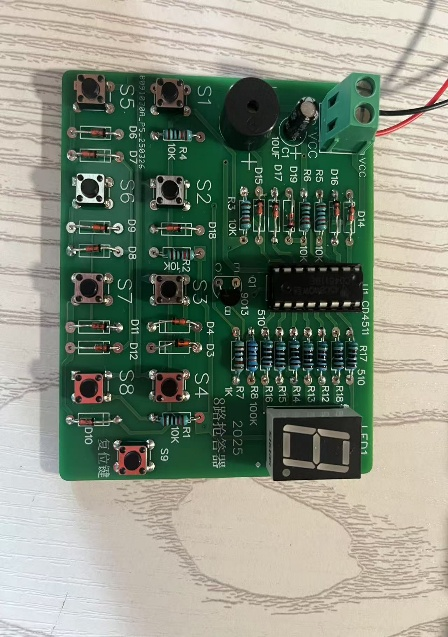 S5
S1
D6
D7
R4
10K
S6
S2
D9
D8
D18
R2
10K
S7
S3
D11
D12
D4
D3
S8
S4
D10
R1
10K
复位键
S9
8路抢答器
2025
10UF
C1
VCC
VCC
D15
D17
D19
R6
R5
D16
D14
R3
10K
10K
10K
Q1
9013
U1 CD4511
510
R7
R8
R16
R15
R14
R13
R12
R18
R17
510
1K
100K
LED1